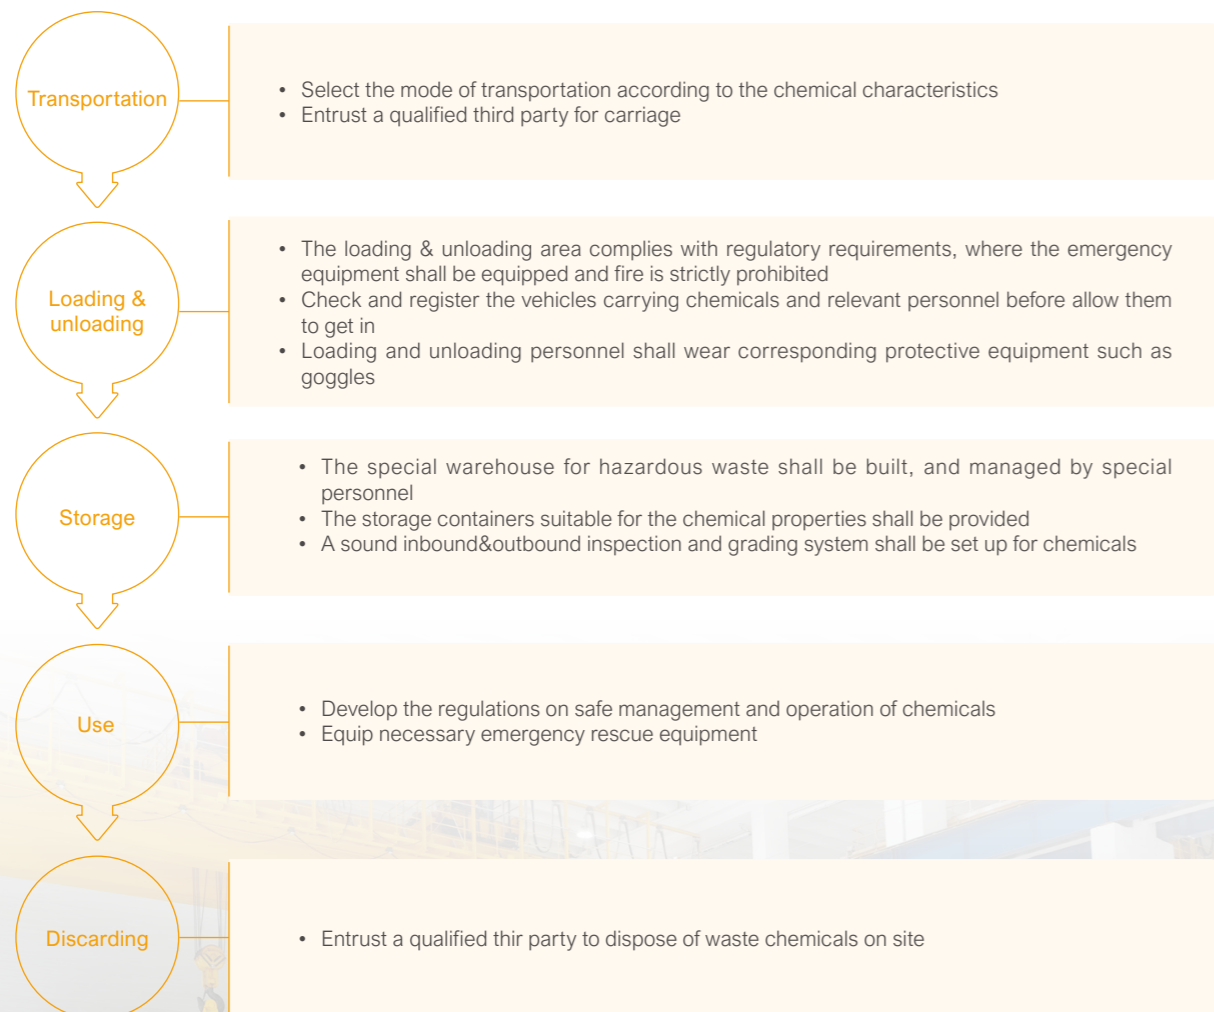 Transportation
• Select the mode of transportation according to the chemical characteristics
• Entrust a qualified third party for carriage
Loading &
unloading
• The loading & unloading area complies with regulatory requirements, where the emergency
equipment shall be equipped and fire is strictly prohibited
• Check and register the vehicles carrying chemicals and relevant personnel before allow them
to get in
• Loading and unloading personnel shall wear corresponding protective equipment such as
goggles
Storage
• The special warehouse for hazardous waste shall be built, and managed by special
personnel
• The storage containers suitable for the chemical properties shall be provided
• A sound inbound&outbound inspection and grading system shall be set up for chemicals
Use
• Develop the regulations on safe management and operation of chemicals
• Equip necessary emergency rescue equipment
Discarding
• Entrust a qualified thir party to dispose of waste chemicals on site